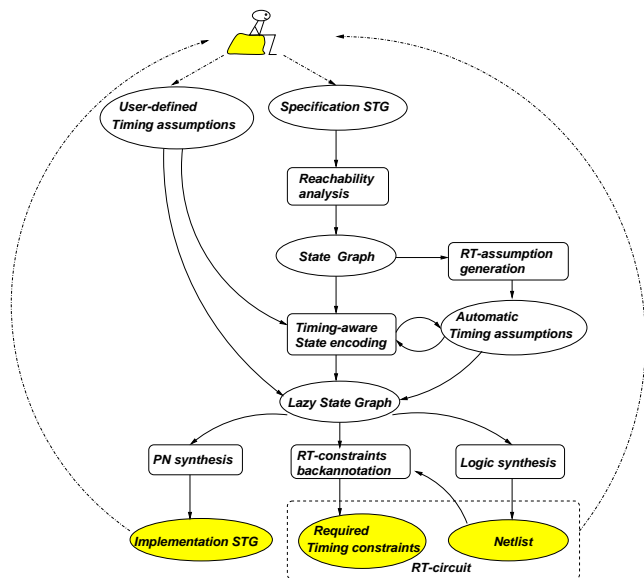 User-defined
Timing assumptions
Specification STG
Reachability
analysis
State Graph
RT-assumption
generation
Timing-aware
State encoding
Automatic
Timing assumptions
Lazy State Graph
PN synthesis
RT-constraints
backannotation
Logic synthesis
Implementation STG
Required
Timing constraints
Netlist
RT-circuit